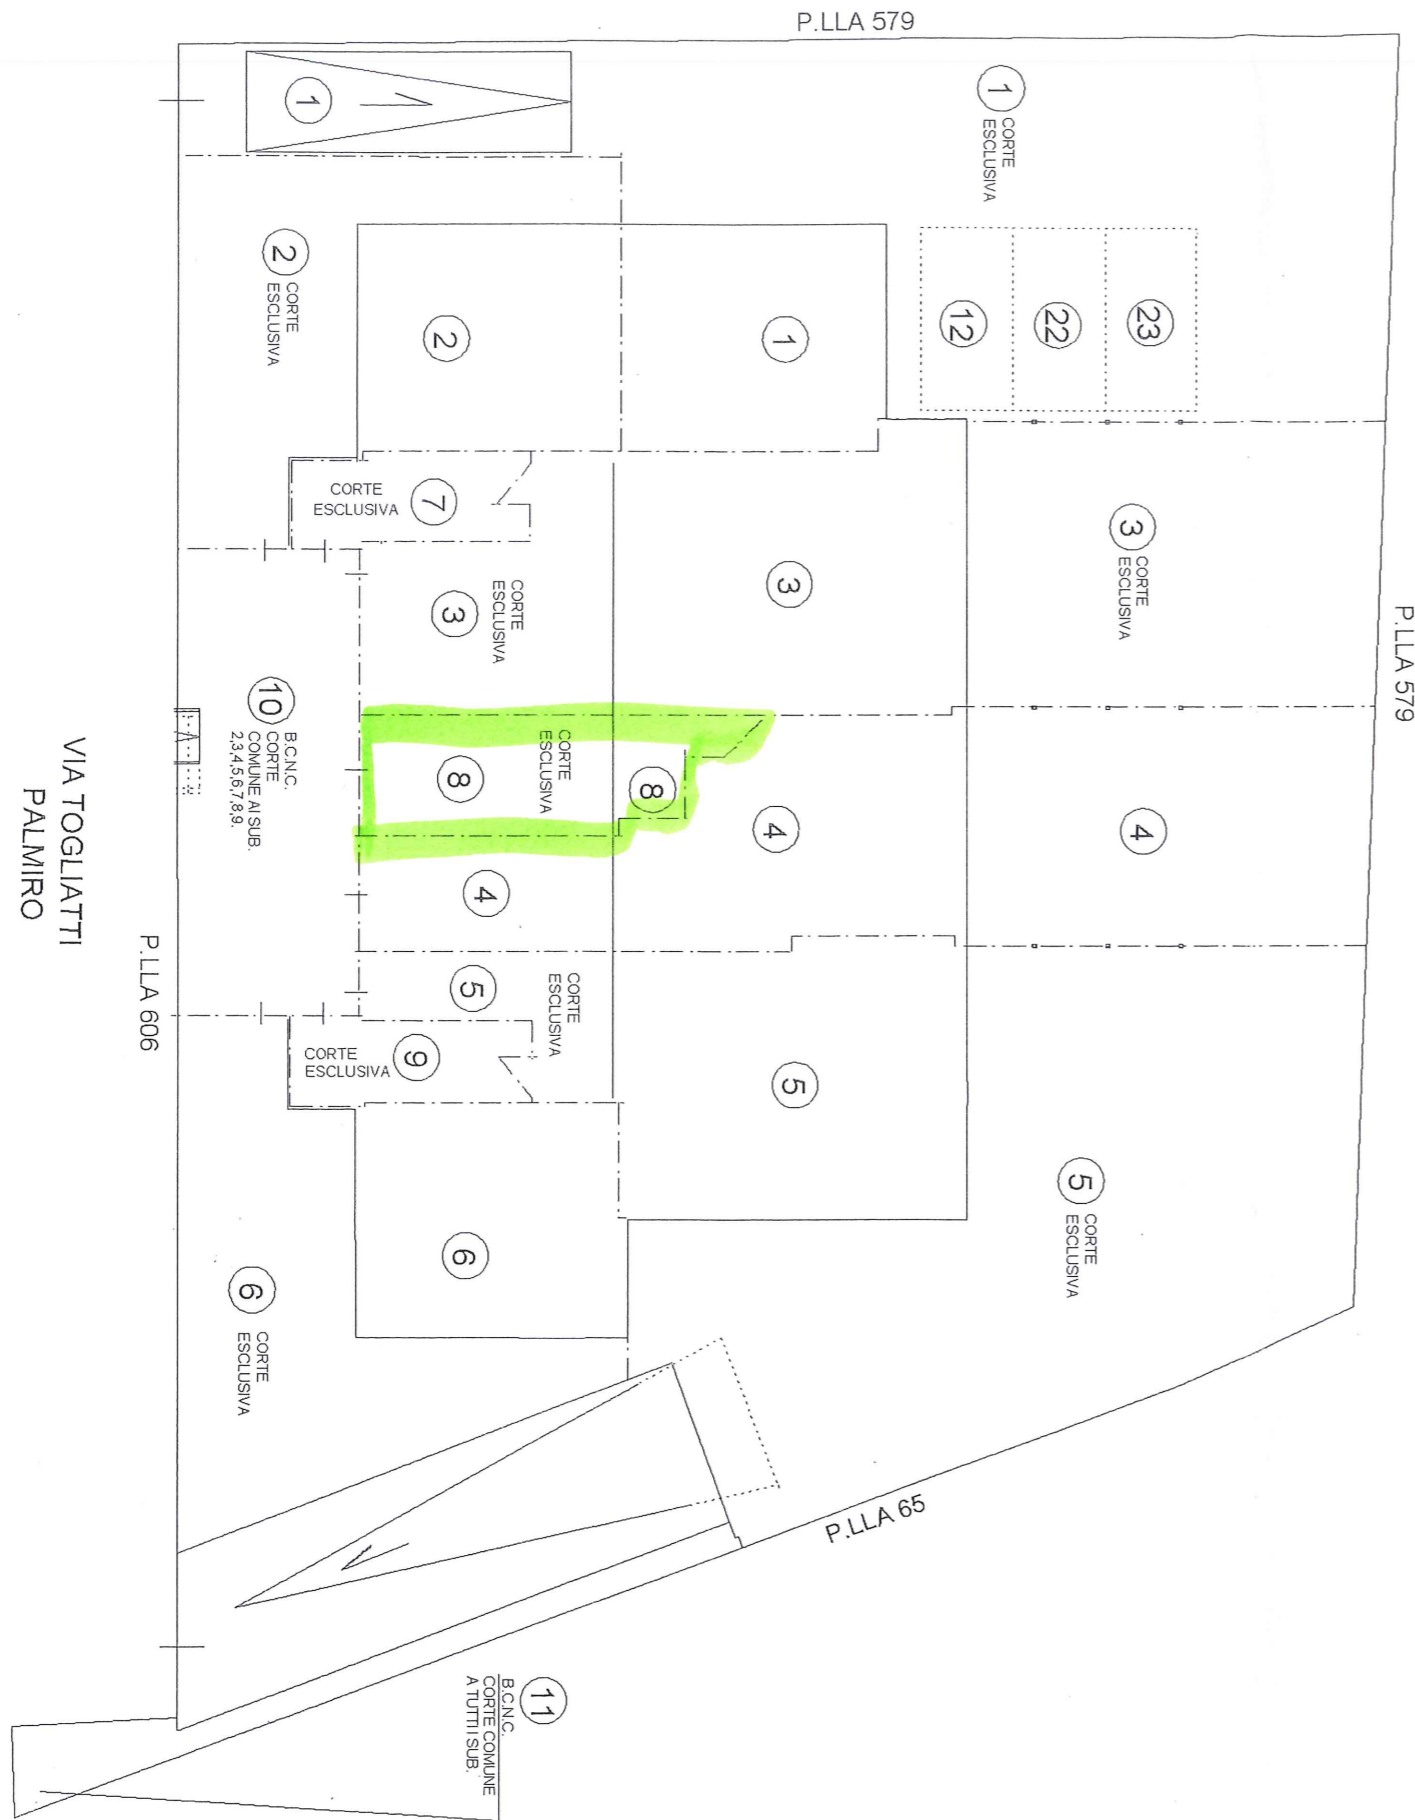 P.LLA 579
1
1
CORTE
ESCLUSIVA
2
CORTE
ESCLUSIVA
2
1
12
22
23
CORTE
ESCLUSIVA
7
3
CORTE
ESCLUSIVA
3
3
CORTE
ESCLUSIVA
P.LLA 579
10
B.C.N.C.
CORTE
COMUNE AI SUB.
2,3,4,5,6,7,8,9.
8
CORTE
ESCLUSIVA
8
4
4
4
VIA TOGLIATTI
PALMIRO
P.LLA 606
5
CORTE
ESCLUSIVA
CORTE
ESCLUSIVA
9
5
5
CORTE
ESCLUSIVA
6
6
CORTE
ESCLUSIVA
P.LLA 65
11
B.C.N.C.
CORTE COMUNE
A TUTTI I SUB.